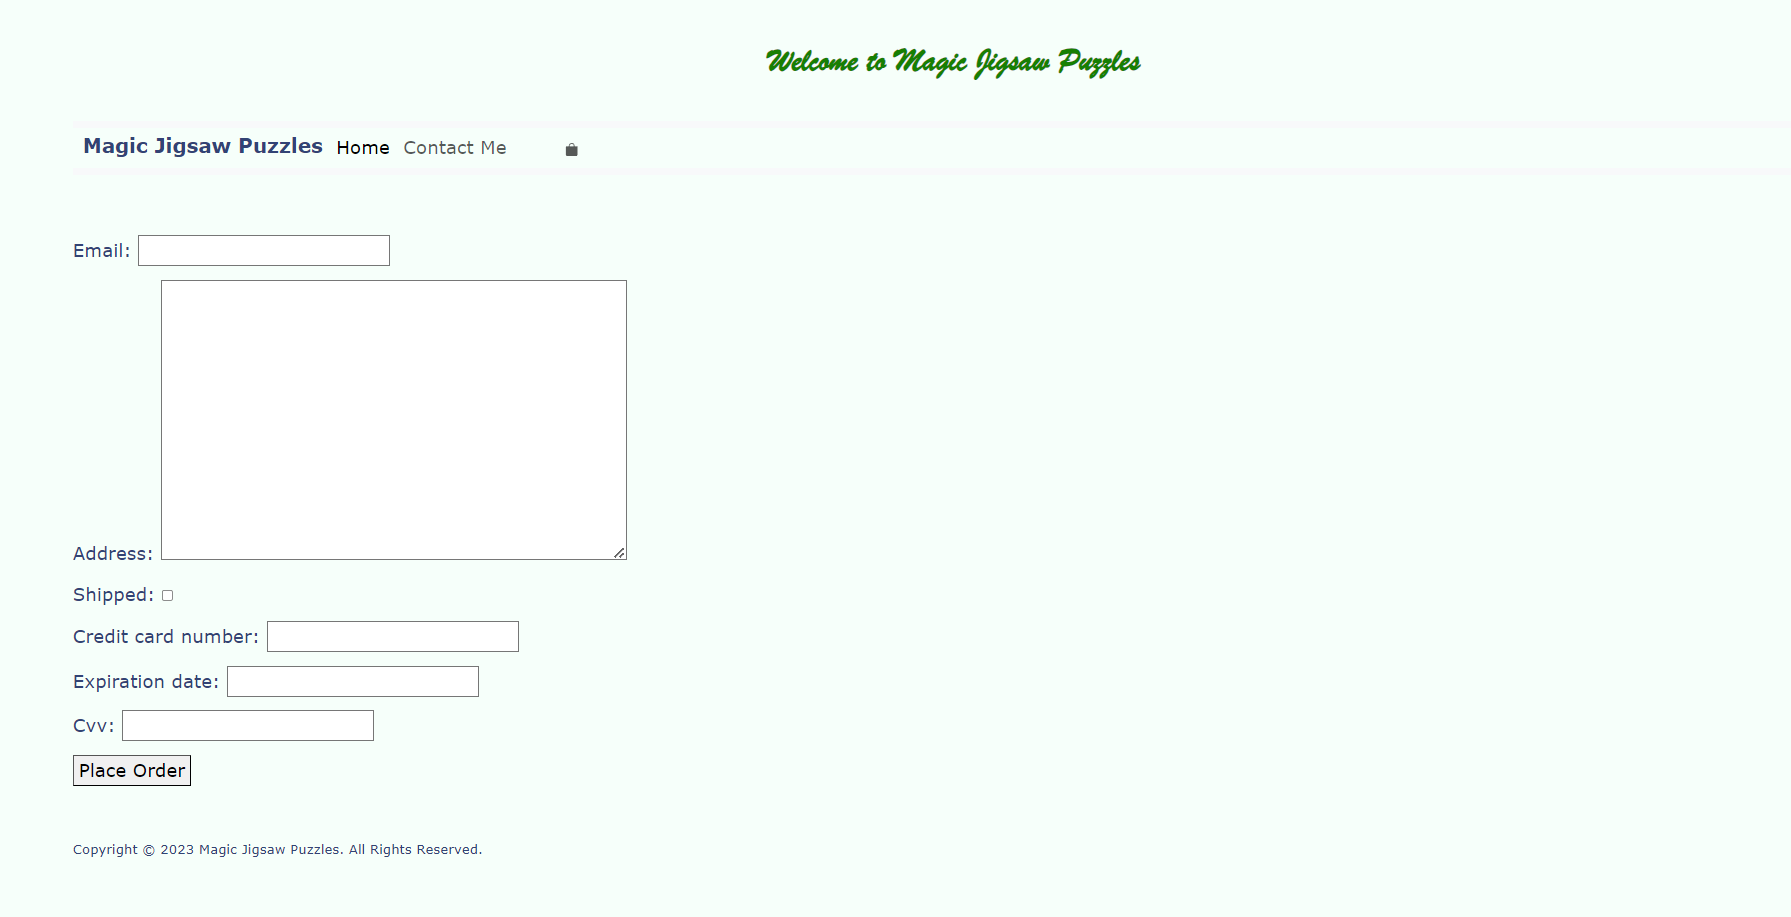 Welcome to Magic Jigsaw Puzzles
Magic Jigsaw Puzzles Home Contact Me
Email:
Address:
Shipped:
Credit card number:
Expiration date:
Cvv:
Place Order
Copyright © 2023 Magic Jigsaw Puzzles. All Rights Reserved.